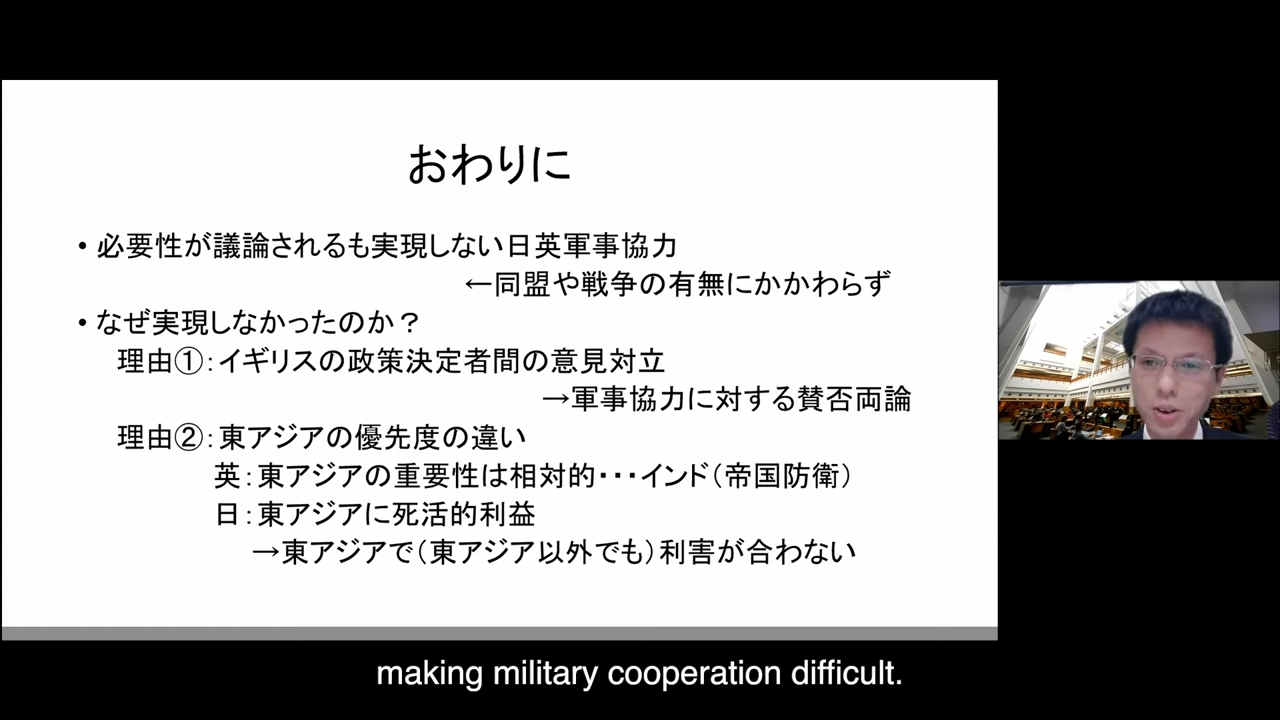 おわりに
• 必要性が議論されるも実現しない日英軍事協力
←同盟や戦争の有無にかかわらず
• なぜ実現しなかったのか？
理由①：イギリスの政策決定者間の意見対立
→軍事協力に対する賛否両論
理由②：東アジアの優先度の違い
英：東アジアの重要性は相対的・・・インド（帝国防衛）
日：東アジアに死活的利益
→東アジアで（東アジア以外でも）利害が合わない
making military cooperation difficult.